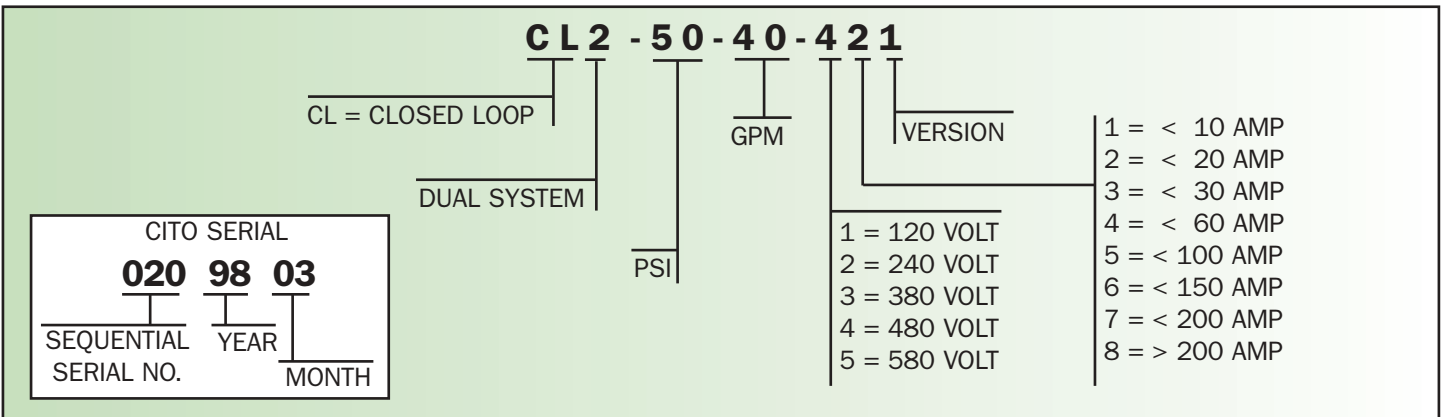 CL2-50-40-421
CL = CLOSED LOOP
DUAL SYSTEM
PSI
GPM
VERSION
1 = 120 VOLT
2 = 240 VOLT
3 = 380 VOLT
4 = 480 VOLT
5 = 580 VOLT
1 = < 10 AMP
2 = < 20 AMP
3 = < 30 AMP
4 = < 60 AMP
5 = < 100 AMP
6 = < 150 AMP
7 = < 200 AMP
8 = > 200 AMP
CITO SERIAL
020 98 03
SEQUENTIAL
SERIAL NO.
YEAR
MONTH